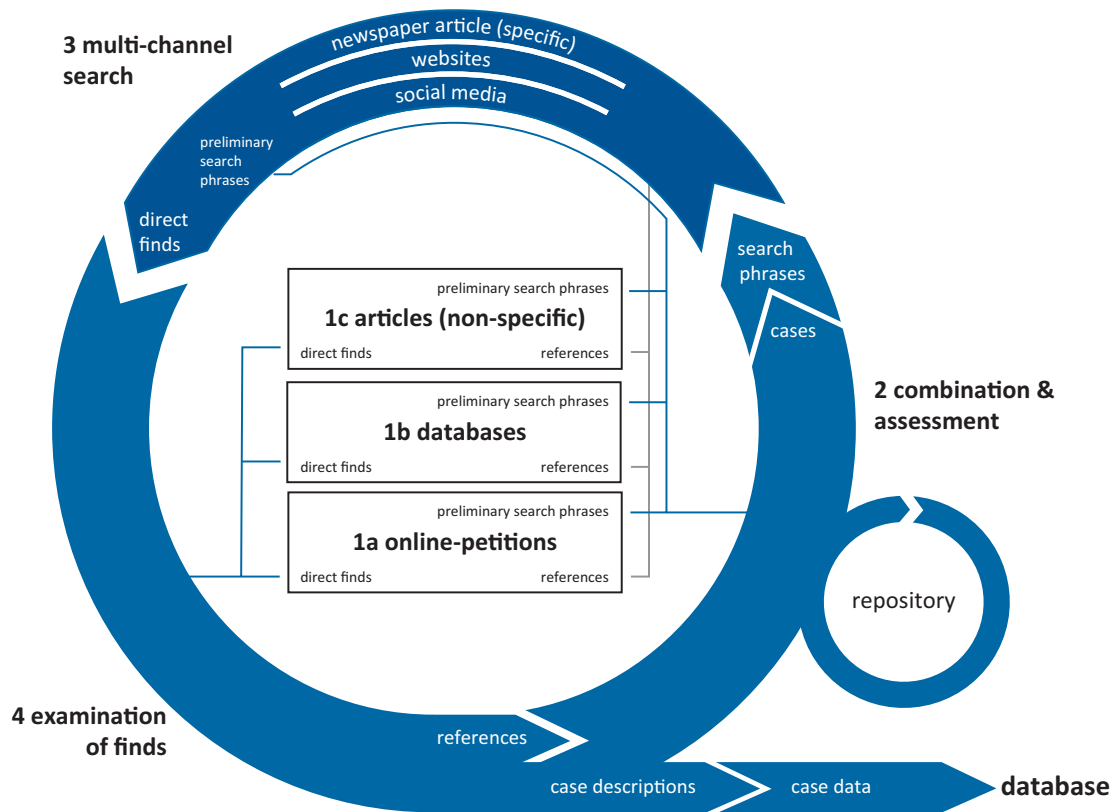 3 multi-channel
search
newspaper article (specific)
websites
social media
preliminary
search
phrases
direct
finds
search
phrases
cases
preliminary search phrases
1c articles (non-specific)
direct finds references
preliminary search phrases
1b databases
direct finds references
preliminary search phrases
1a online-petitions
direct finds references
2 combination &
assessment
repository
4 examination
of finds
references
case descriptions
case data
database